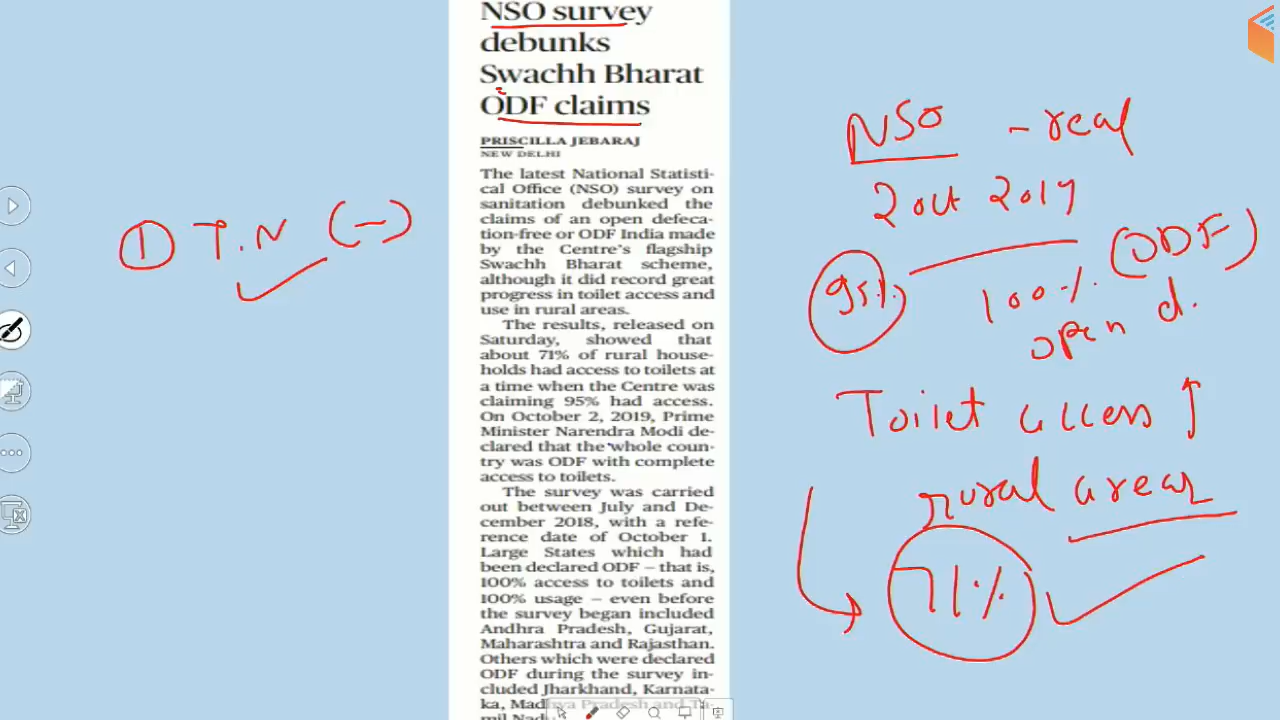 ① T.N (-)
NSO survey
debunks
Swachh Bharat
ODF claims
PRISCILLA JEBARAJ
NEW DELHI
The latest National Statisti-
cal Office (NSO) survey on
sanitation debunked the
claims of an open defeca-
tion-free or ODF India made
by the Centre's flagship
Swachh Bharat scheme,
although it did record great
progress in toilet access and
use in rural areas.
The results, released on
Saturday, showed that
about 71% of rural house-
holds had access to toilets at
a time when the Centre was
claiming 95% had access.
On October 2, 2019, Prime
Minister Narendra Modi de-
clared that the whole coun-
try was ODF with complete
access to toilets.
The survey was carried
out between July and De-
cember 2018, with a refe-
rence date of October 1.
Large States which had
been declared ODF – that is,
100% access to toilets and
100% usage – even before
the survey began included
Andhra Pradesh, Gujarat,
Maharashtra and Rajasthan.
Others which were declared
ODF during the survey in-
cluded Jharkhand, Karnata-
ka, Madhya Pradesh and Ta-
mil Nadu
NSO - real
2 oct 2019
95% 100% (ODF)
open d.
Toilet access ↑
rural areas
71%